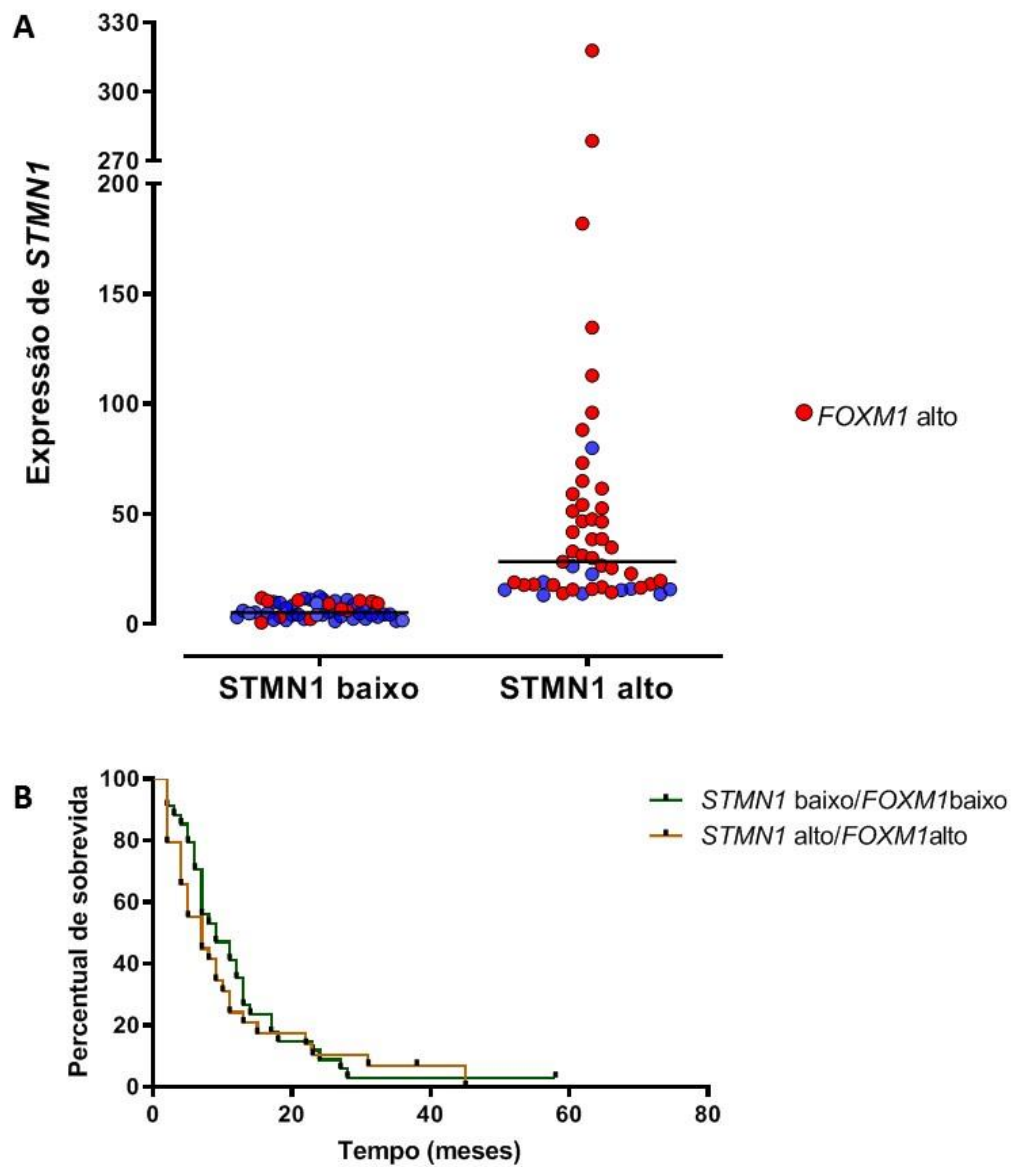 A
330
300
270
200
150
100
50
0
Expressão de STMN1
FOXM1 alto
STMN1 baixo
STMN1 alto
B
100
80
60
40
20
0
Percentual de sobrevida
STMN1 baixo/FOXM1baixo
STMN1 alto/FOXM1alto
0 20 40 60 80
Tempo (meses)